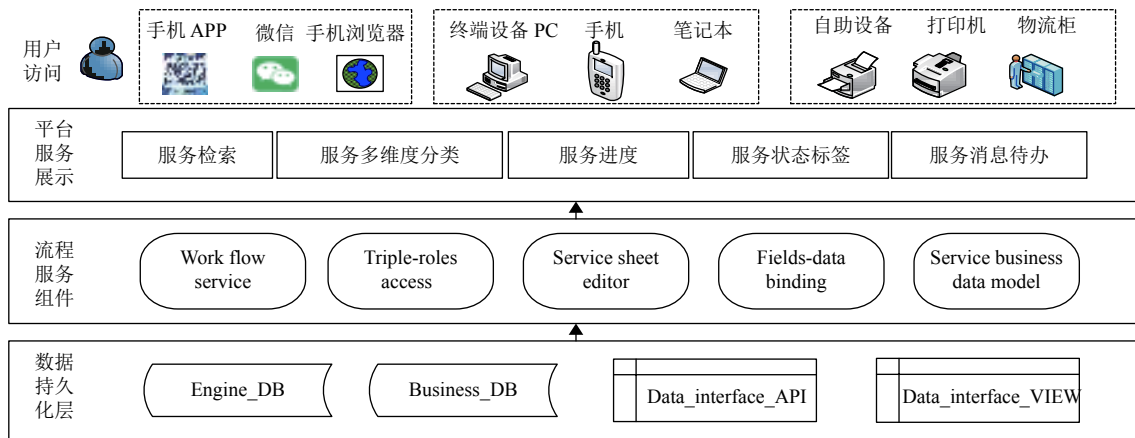 用户
访问
手机 APP
微信
手机浏览器
终端设备 PC
手机
笔记本
自助设备
打印机
物流柜
平台
服务
展示
服务检索
服务多维度分类
服务进度
服务状态标签
服务消息待办
流程
服务
组件
Work flow
service
Triple-roles
access
Service sheet
editor
Fields-data
binding
Service business
data model
数据
持久
化层
Engine_DB
Business_DB
Data_interface_API
Data_interface_VIEW